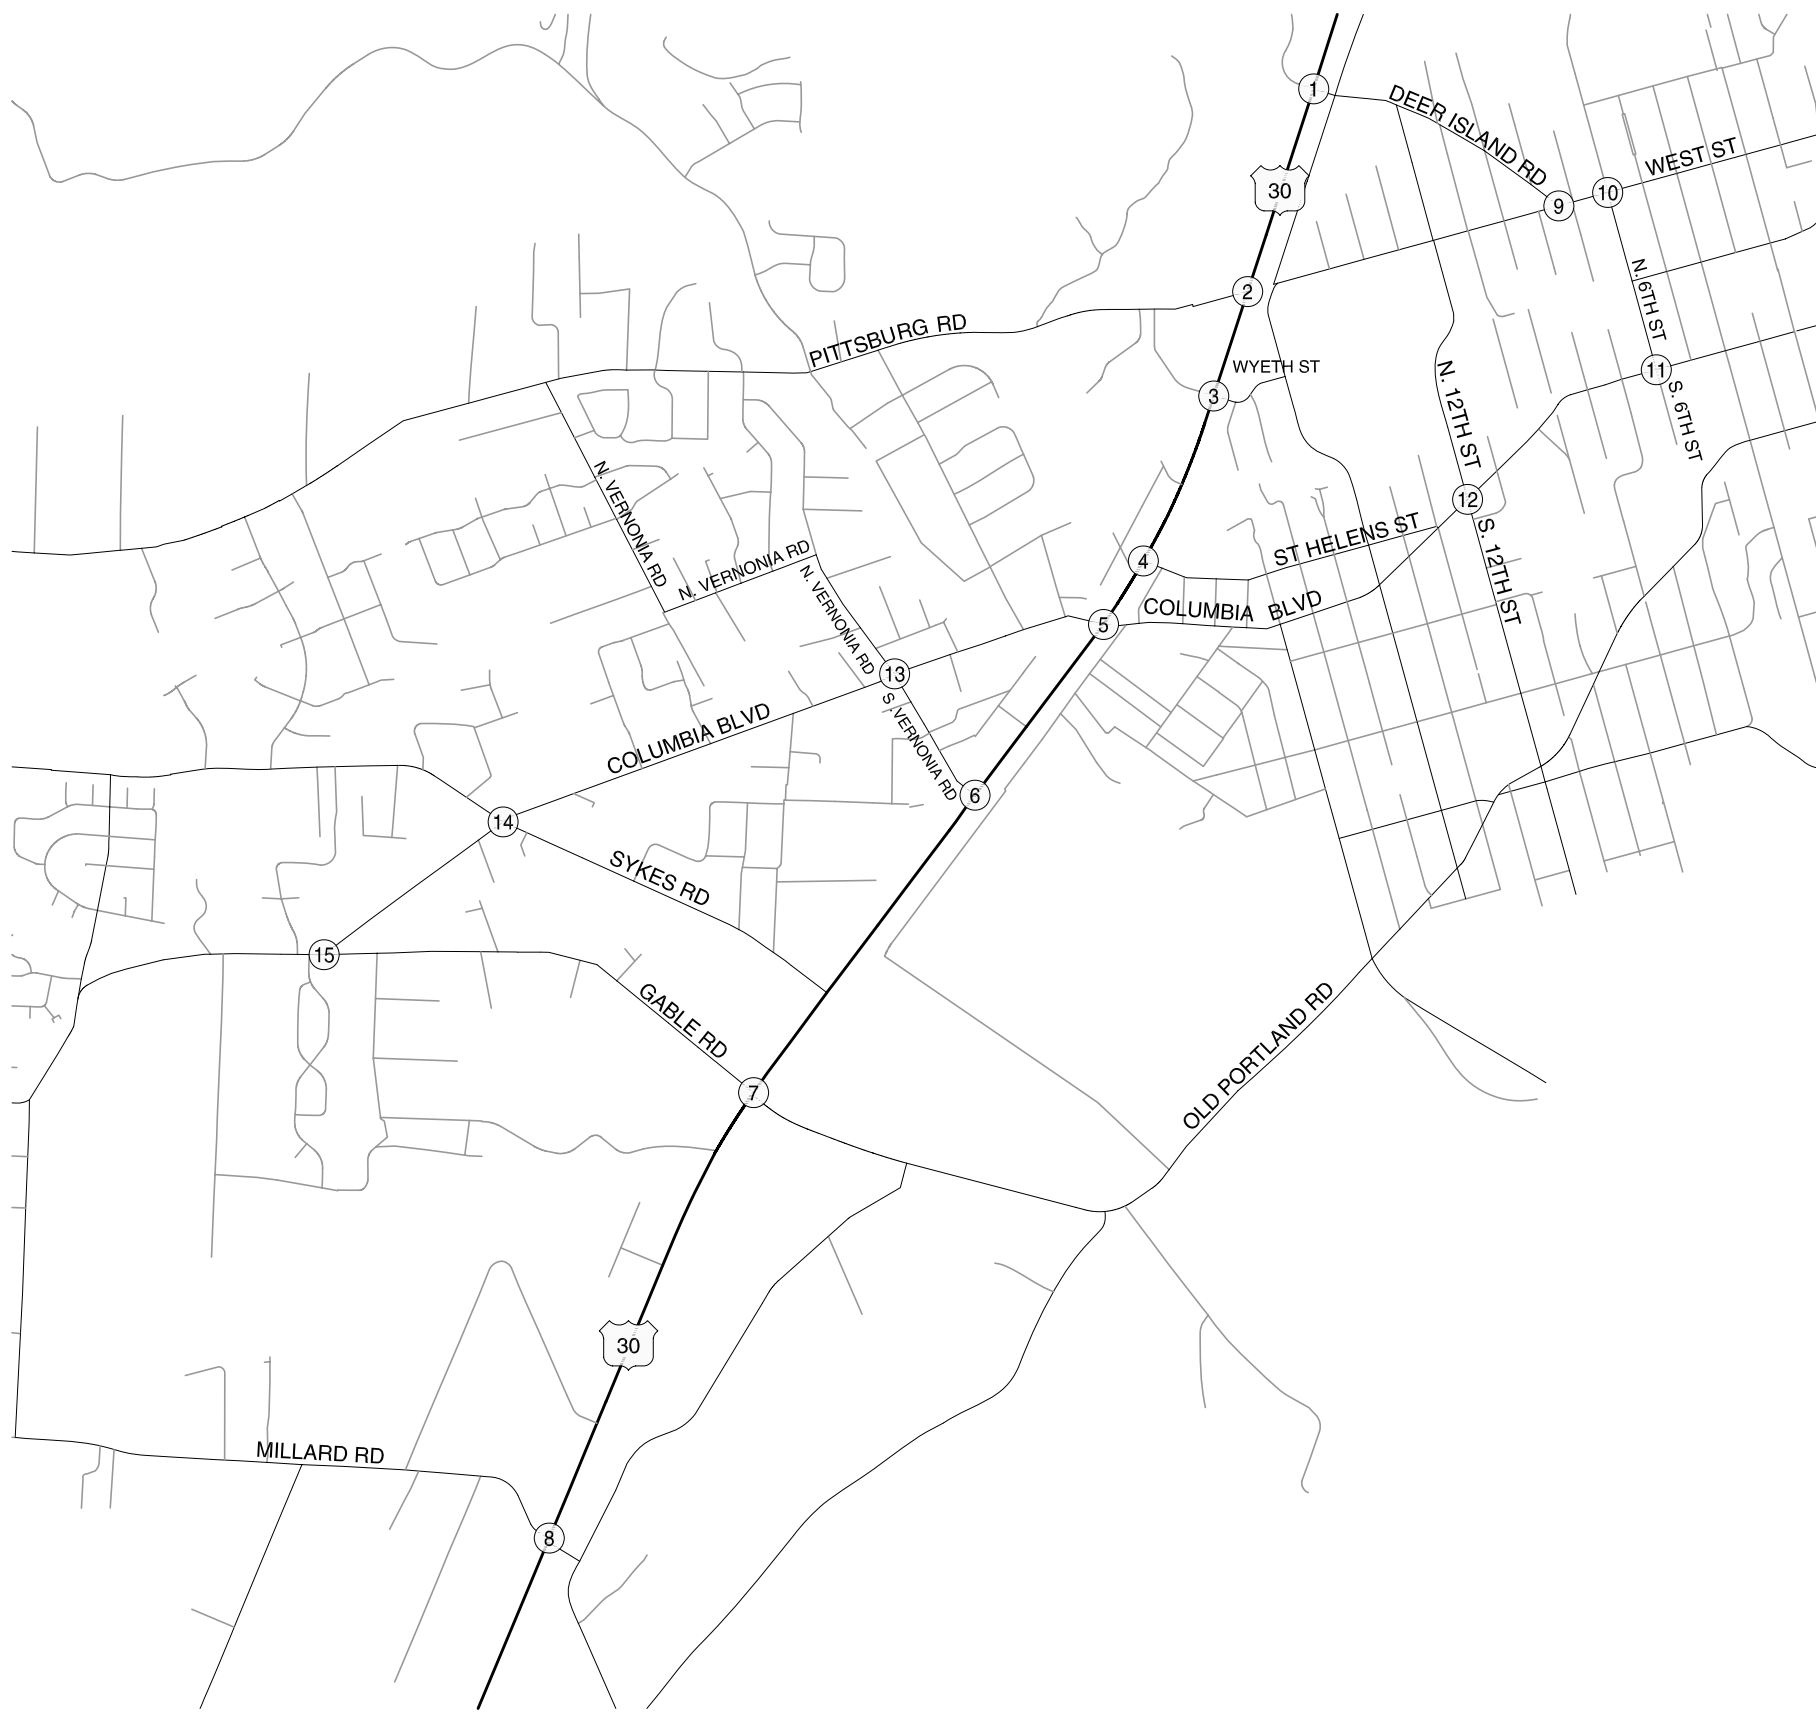 1
DEER ISLAND RD
WEST ST
30
10
9
2
N. 6TH ST
PITTSBURG RD
WYETH ST
3
11
N. 12TH ST
S. 6TH ST
N. VERNONIA RD
12
ST HELENS ST
4
N. VERNONIA RD
S. 12TH ST
COLUMBIA BLVD
5
N. VERNONIA RD
13
S. VERNONIA RD
COLUMBIA BLVD
6
14
SYKES RD
15
GABLE RD
OLD PORTLAND RD
7
30
MILLARD RD
8